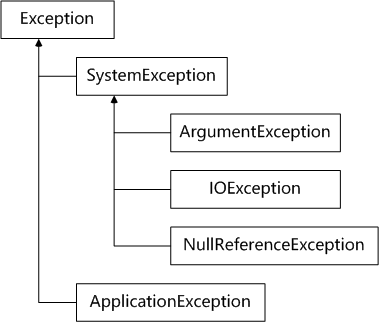 Exception
SystemException
ArgumentException
IOException
NullReferenceException
ApplicationException